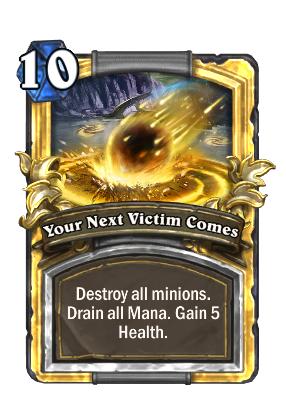 10
Your Next Victim Comes
Destroy all minions.
Drain all Mana. Gain 5
Health.